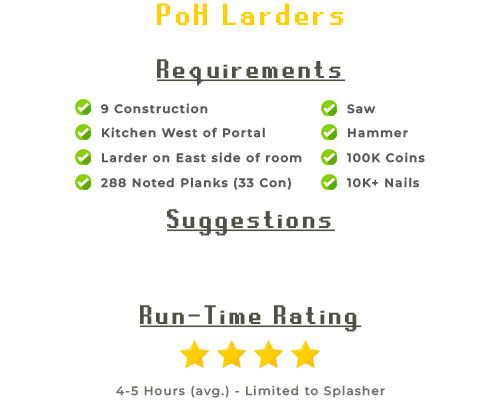 PoH Larders
Requirements
9 Construction
Saw
Kitchen West of Portal
Hammer
Larder on East side of room
100K Coins
288 Noted Planks (33 Con)
10K+ Nails
Suggestions
Run-Time Rating
4-5 Hours (avg.) - Limited to Splasher